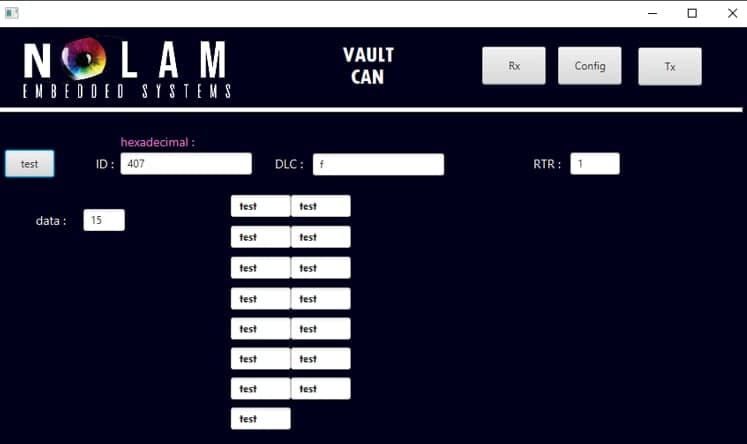 NOLAM
EMBEDDED SYSTEMS
VAULT
CAN
Rx Config Tx
hexadecimal :
test ID : 407 DLC : f RTR : 1
data : 15
test test
test test
test test
test test
test test
test test
test test
test